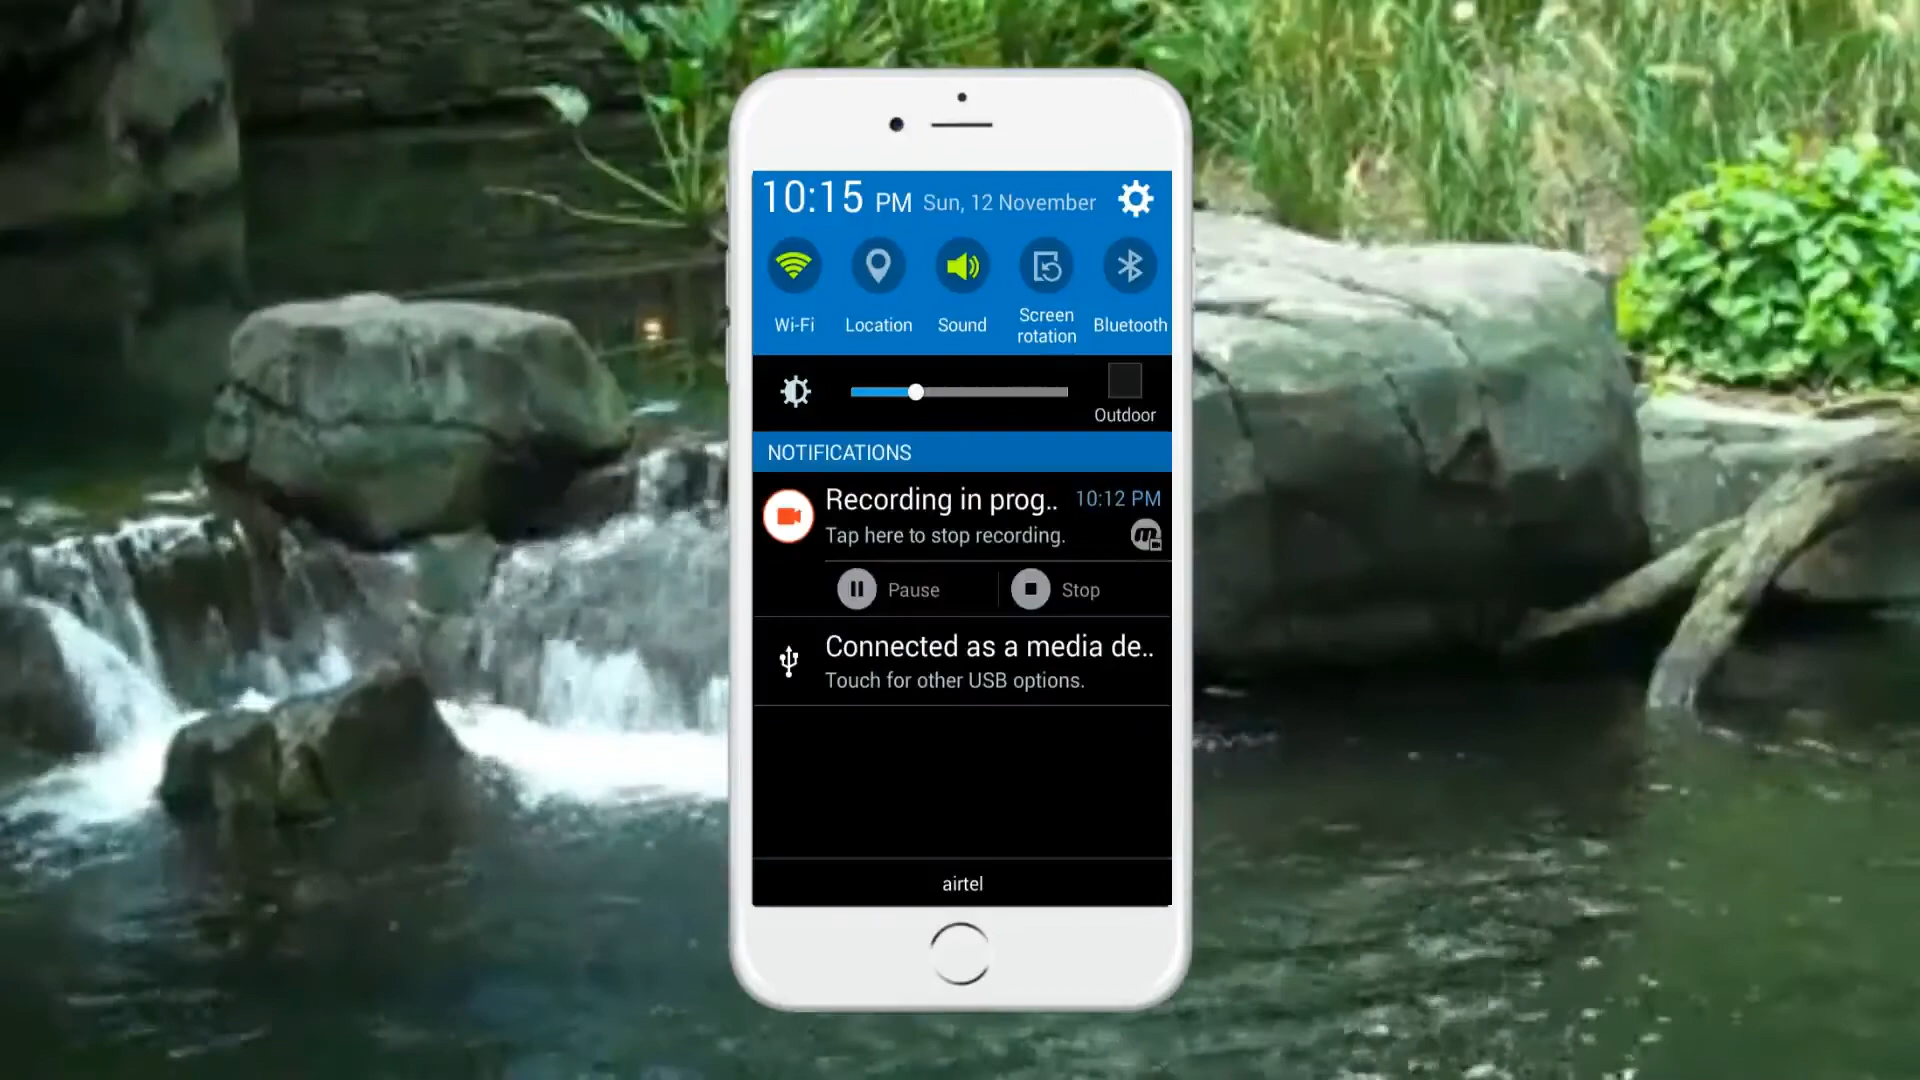 10:15 PM Sun, 12 November
Wi-Fi
Location
Sound
Screen
rotation
Bluetooth
Outdoor
NOTIFICATIONS
Recording in prog.. 10:12 PM
Tap here to stop recording.
Pause
Stop
Connected as a media de..
Touch for other USB options.
airtel